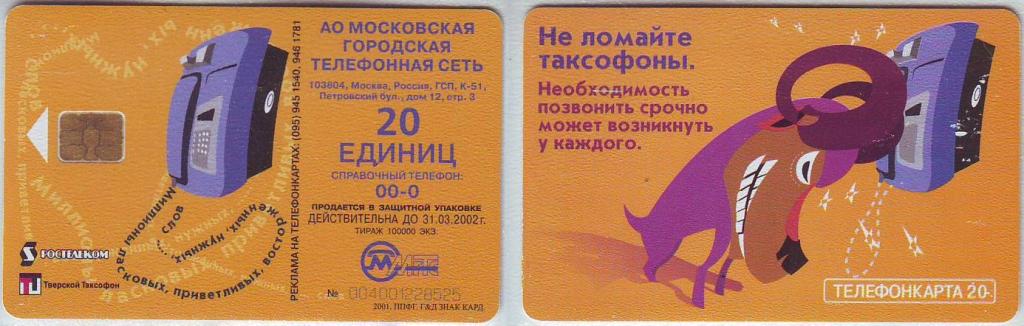 АО МОСКОВСКАЯ
ГОРОДСКАЯ
ТЕЛЕФОННАЯ СЕТЬ
103804, Москва, Россия, ГСП, К-51,
Петровский бул., дом 12, стр. 3
20
ЕДИНИЦ
СПРАВОЧНЫЙ ТЕЛЕФОН:
00-0
ПРОДАЕТСЯ В ЗАЩИТНОЙ УПАКОВКЕ
ДЕЙСТВИТЕЛЬНА ДО 31.03.2002г.
ТИРАЖ 100000 ЭКЗ.
№ 004001228525
2001. ППФГ. Г&Д ЗНАК КАРД.
РЕКЛАМА НА ТЕЛЕФОНКАРТАХ: (095) 945 1540, 946 1781
Миллионы слов
ласковых, приветливых, восторженных, нужных
РОСТЕЛЕКОМ
Тверской Таксофон
Не ломайте
таксофоны.
Необходимость
позвонить срочно
может возникнуть
у каждого.
ТЕЛЕФОНКАРТА 20